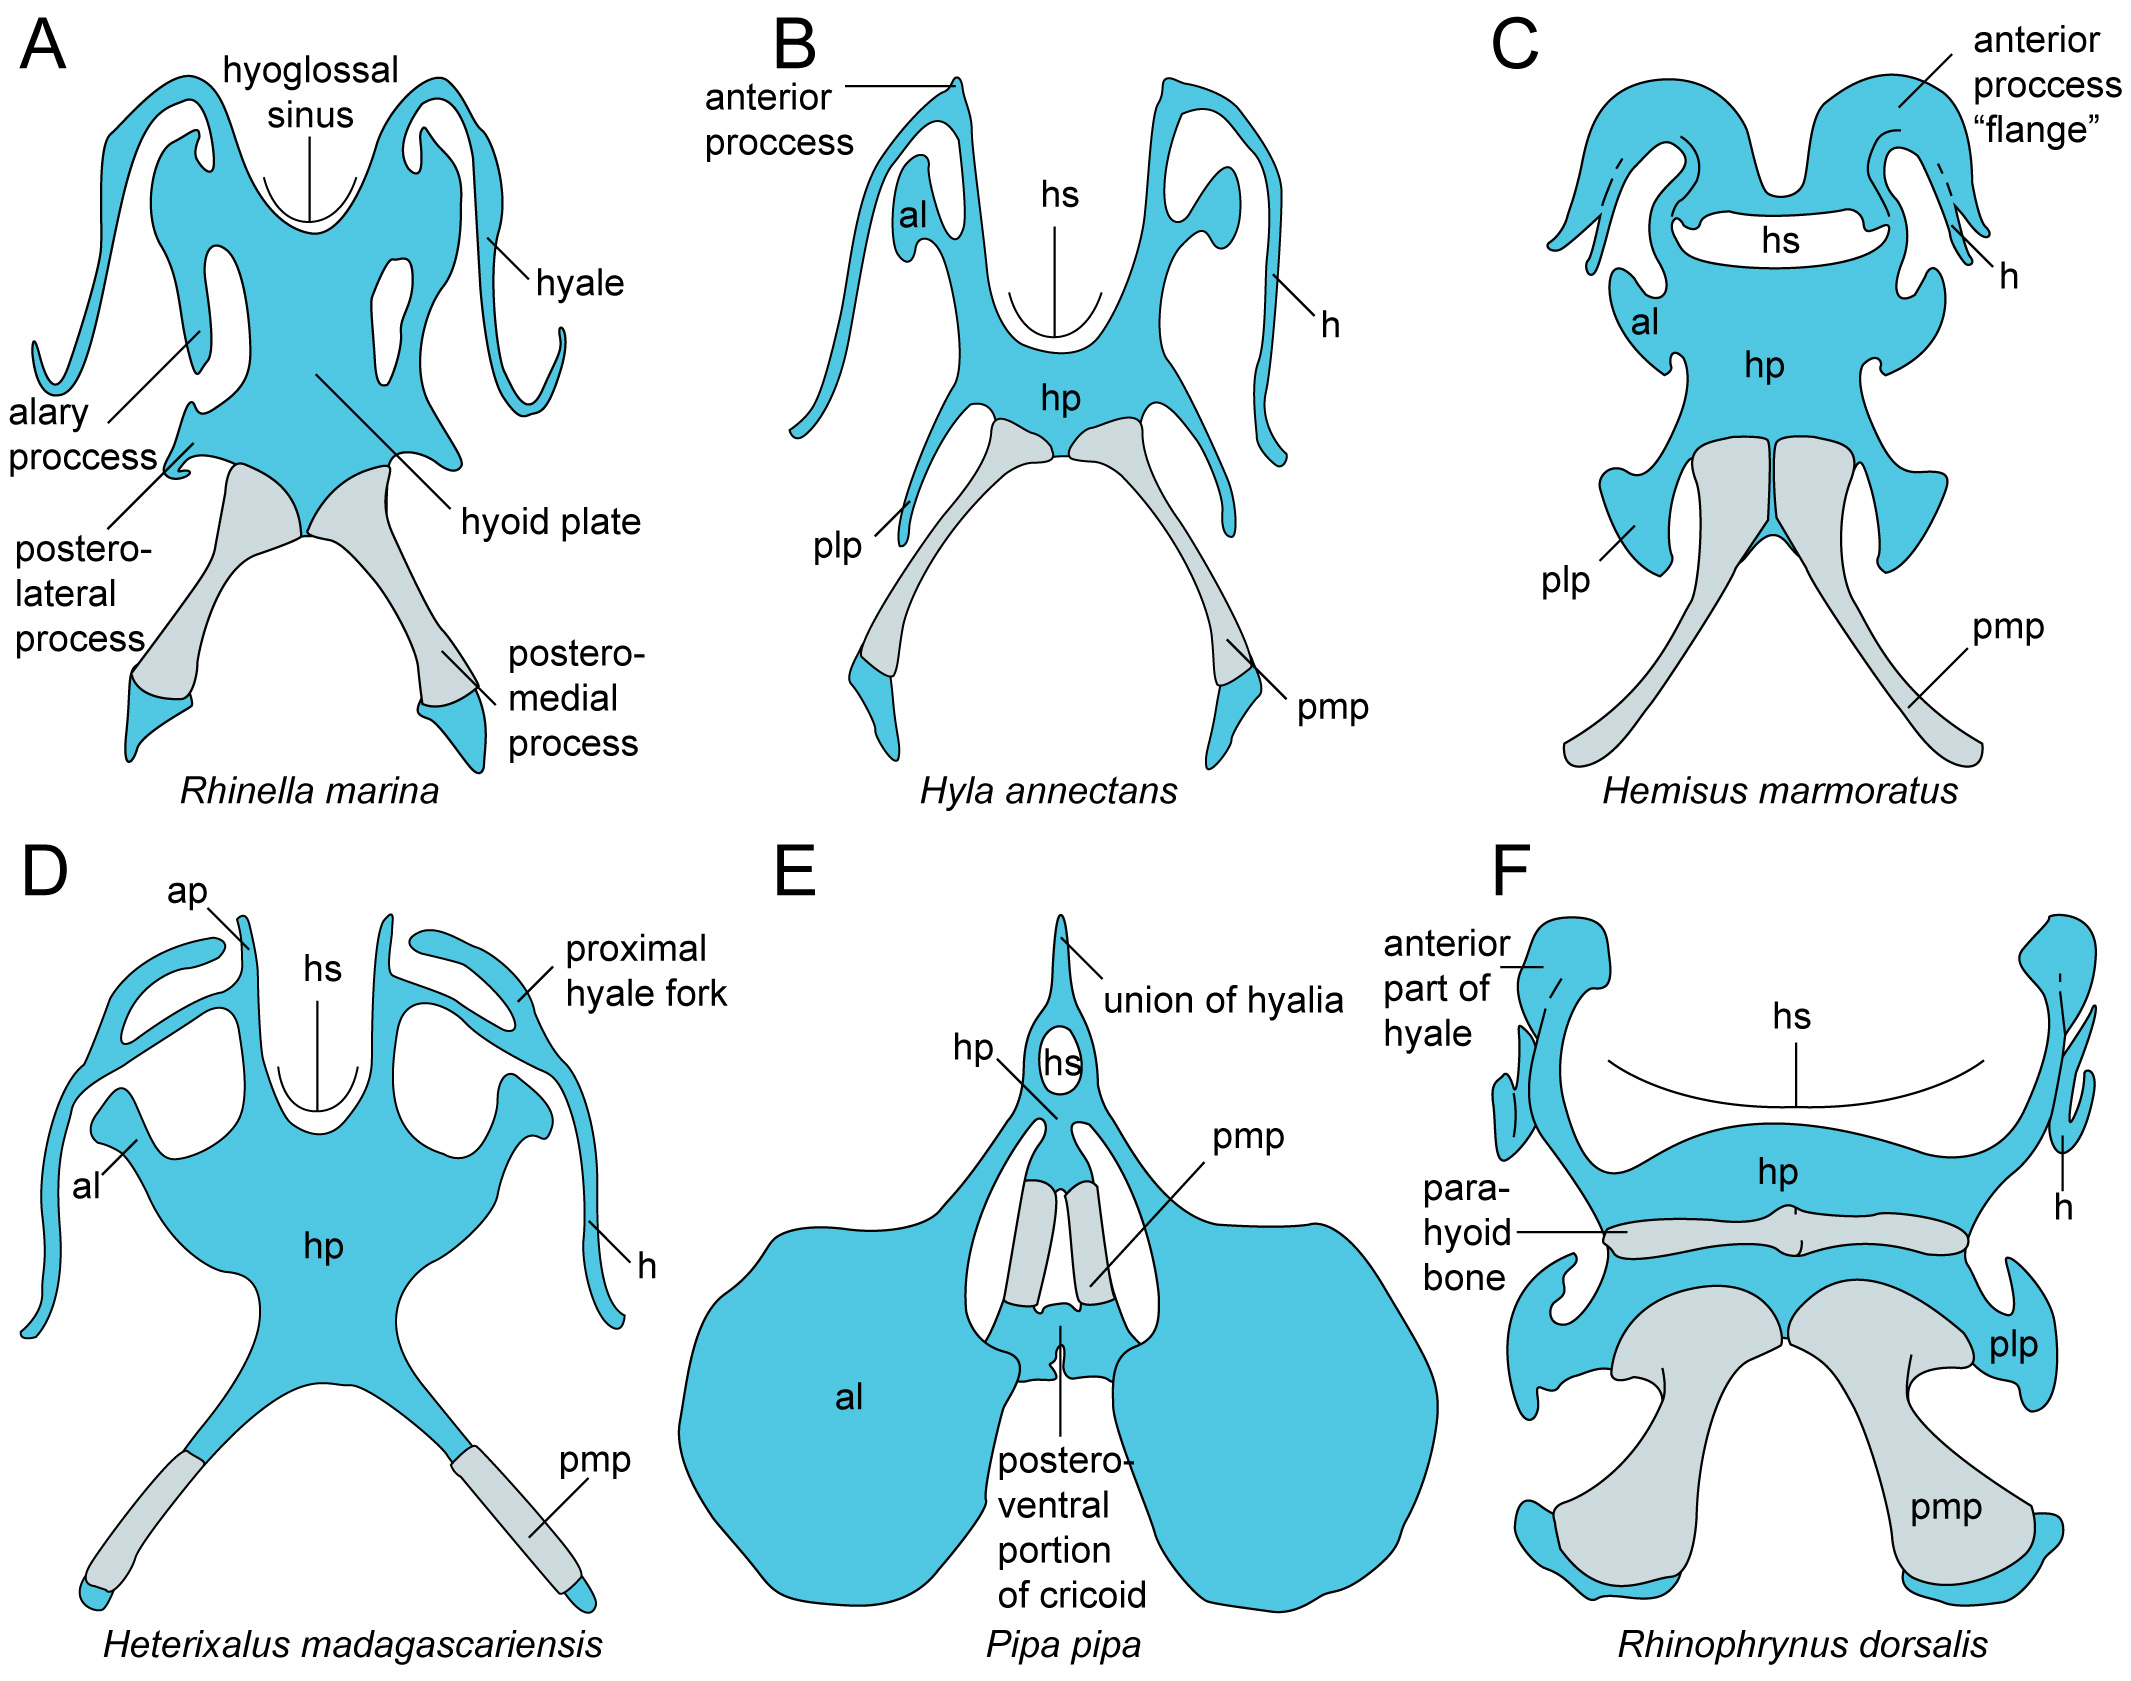 A
hyoglossal
sinus
hyale
alary
proccess
postero-
lateral
process
hyoid plate
postero-
medial
process
Rhinella marina
B
anterior
proccess
hs
al
h
hp
plp
pmp
Hyla annectans
C
anterior
proccess
“flange”
hs
h
al
hp
plp
pmp
Hemisus marmoratus
D
ap
hs
proximal
hyale fork
al
hp
h
pmp
Heterixalus madagascariensis
E
union of hyalia
hp
hs
pmp
al
postero-
ventral
portion
of cricoid
Pipa pipa
F
anterior
part of
hyale
hs
hp
h
para-
hyoid
bone
plp
pmp
Rhinophrynus dorsalis